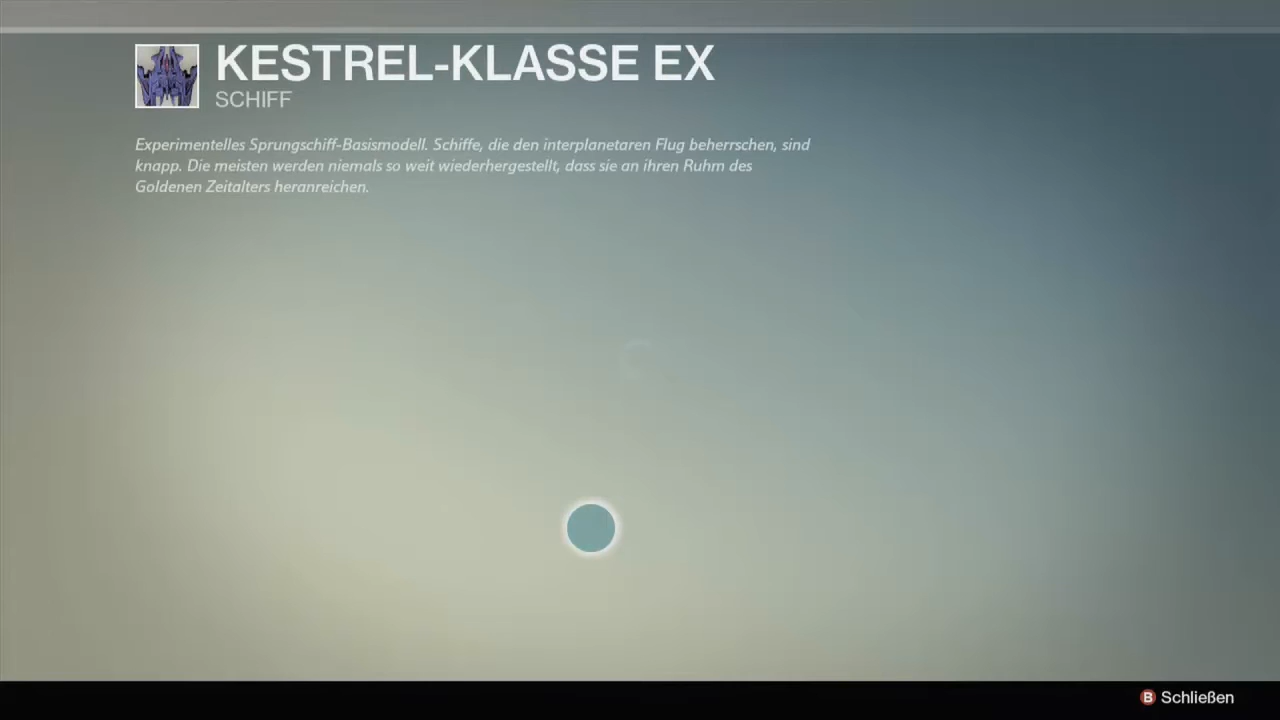 KESTREL-KLASSE EX
SCHIFF
Experimentelles Sprungschiff-Basismodell. Schiffe, die den interplanetaren Flug beherrschen, sind
knapp. Die meisten werden niemals so weit wiederhergestellt, dass sie an ihren Ruhm des
Goldenen Zeitalters heranreichen.
B Schließen